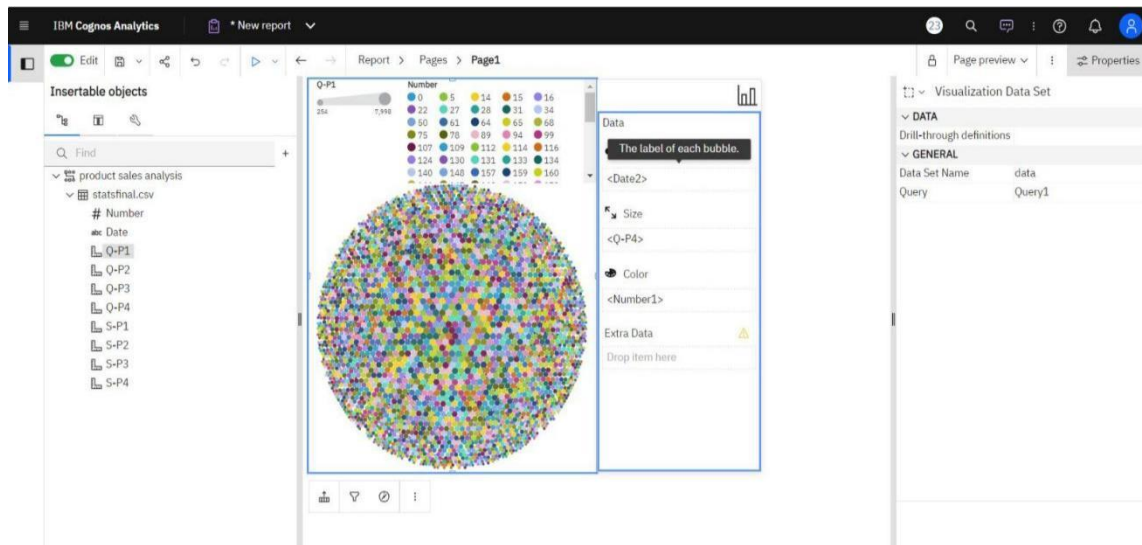 IBM Cognos Analytics
* New report
23
Edit
Report > Pages > Page1
Page preview
Properties
Insertable objects
Find
product sales analysis
statsfinal.csv
# Number
abc Date
Q-P1
Q-P2
Q-P3
Q-P4
S-P1
S-P2
S-P3
S-P4
Q-P1
254 7,998
Number
0 5 14 15 16
22 27 28 31 34
50 61 64 65 68
75 78 89 94 99
107 109 112 114 116
124 130 131 133 134
140 148 157 159 160
Data
The label of each bubble.
<Date2>
Size
<Q-P4>
Color
<Number1>
Extra Data
Drop item here
Visualization Data Set
DATA
Drill-through definitions
GENERAL
Data Set Name data
Query Query1